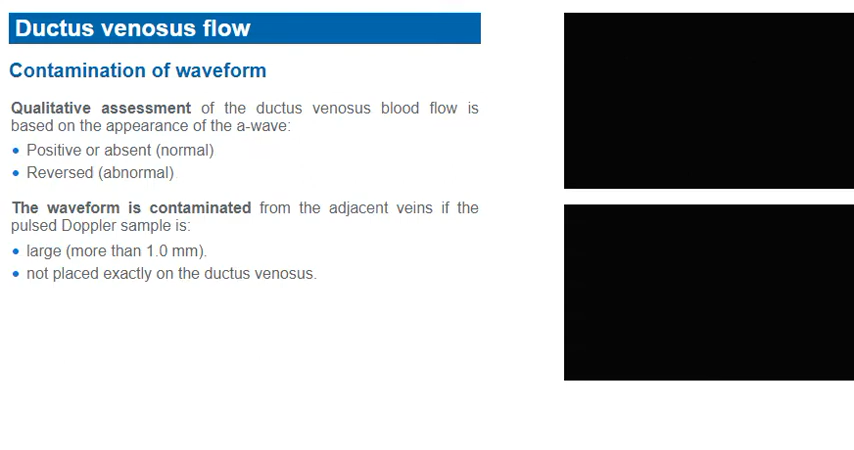 Ductus venosus flow
Contamination of waveform
Qualitative assessment of the ductus venosus blood flow is
based on the appearance of the a-wave:
• Positive or absent (normal)
• Reversed (abnormal)
The waveform is contaminated from the adjacent veins if the
pulsed Doppler sample is:
• large (more than 1.0 mm).
• not placed exactly on the ductus venosus.